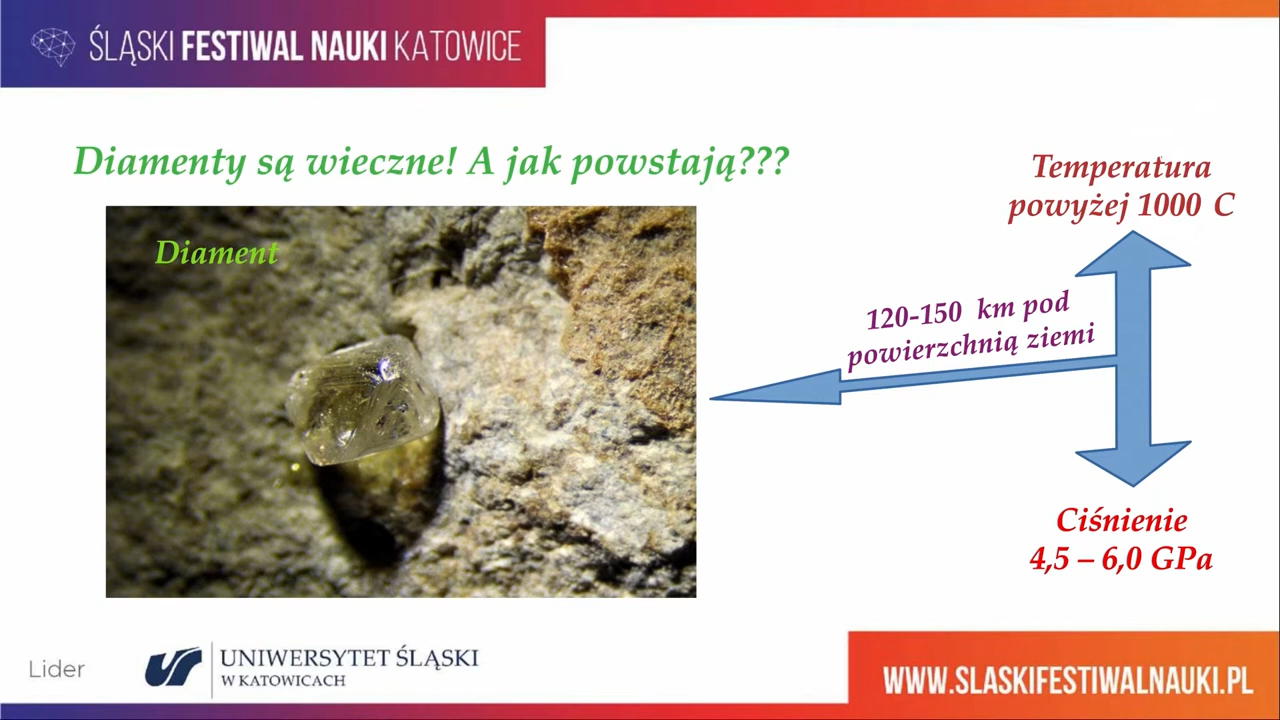 ŚLĄSKI FESTIWAL NAUKI KATOWICE
Diamenty są wieczne! A jak powstają???
Diament
Temperatura
powyżej 1000 C
120-150 km pod
powierzchnią ziemi
Ciśnienie
4,5 – 6,0 GPa
Lider
UNIWERSYTET ŚLĄSKI
W KATOWICACH
WWW.SLASKIFESTIWALNAUKI.PL